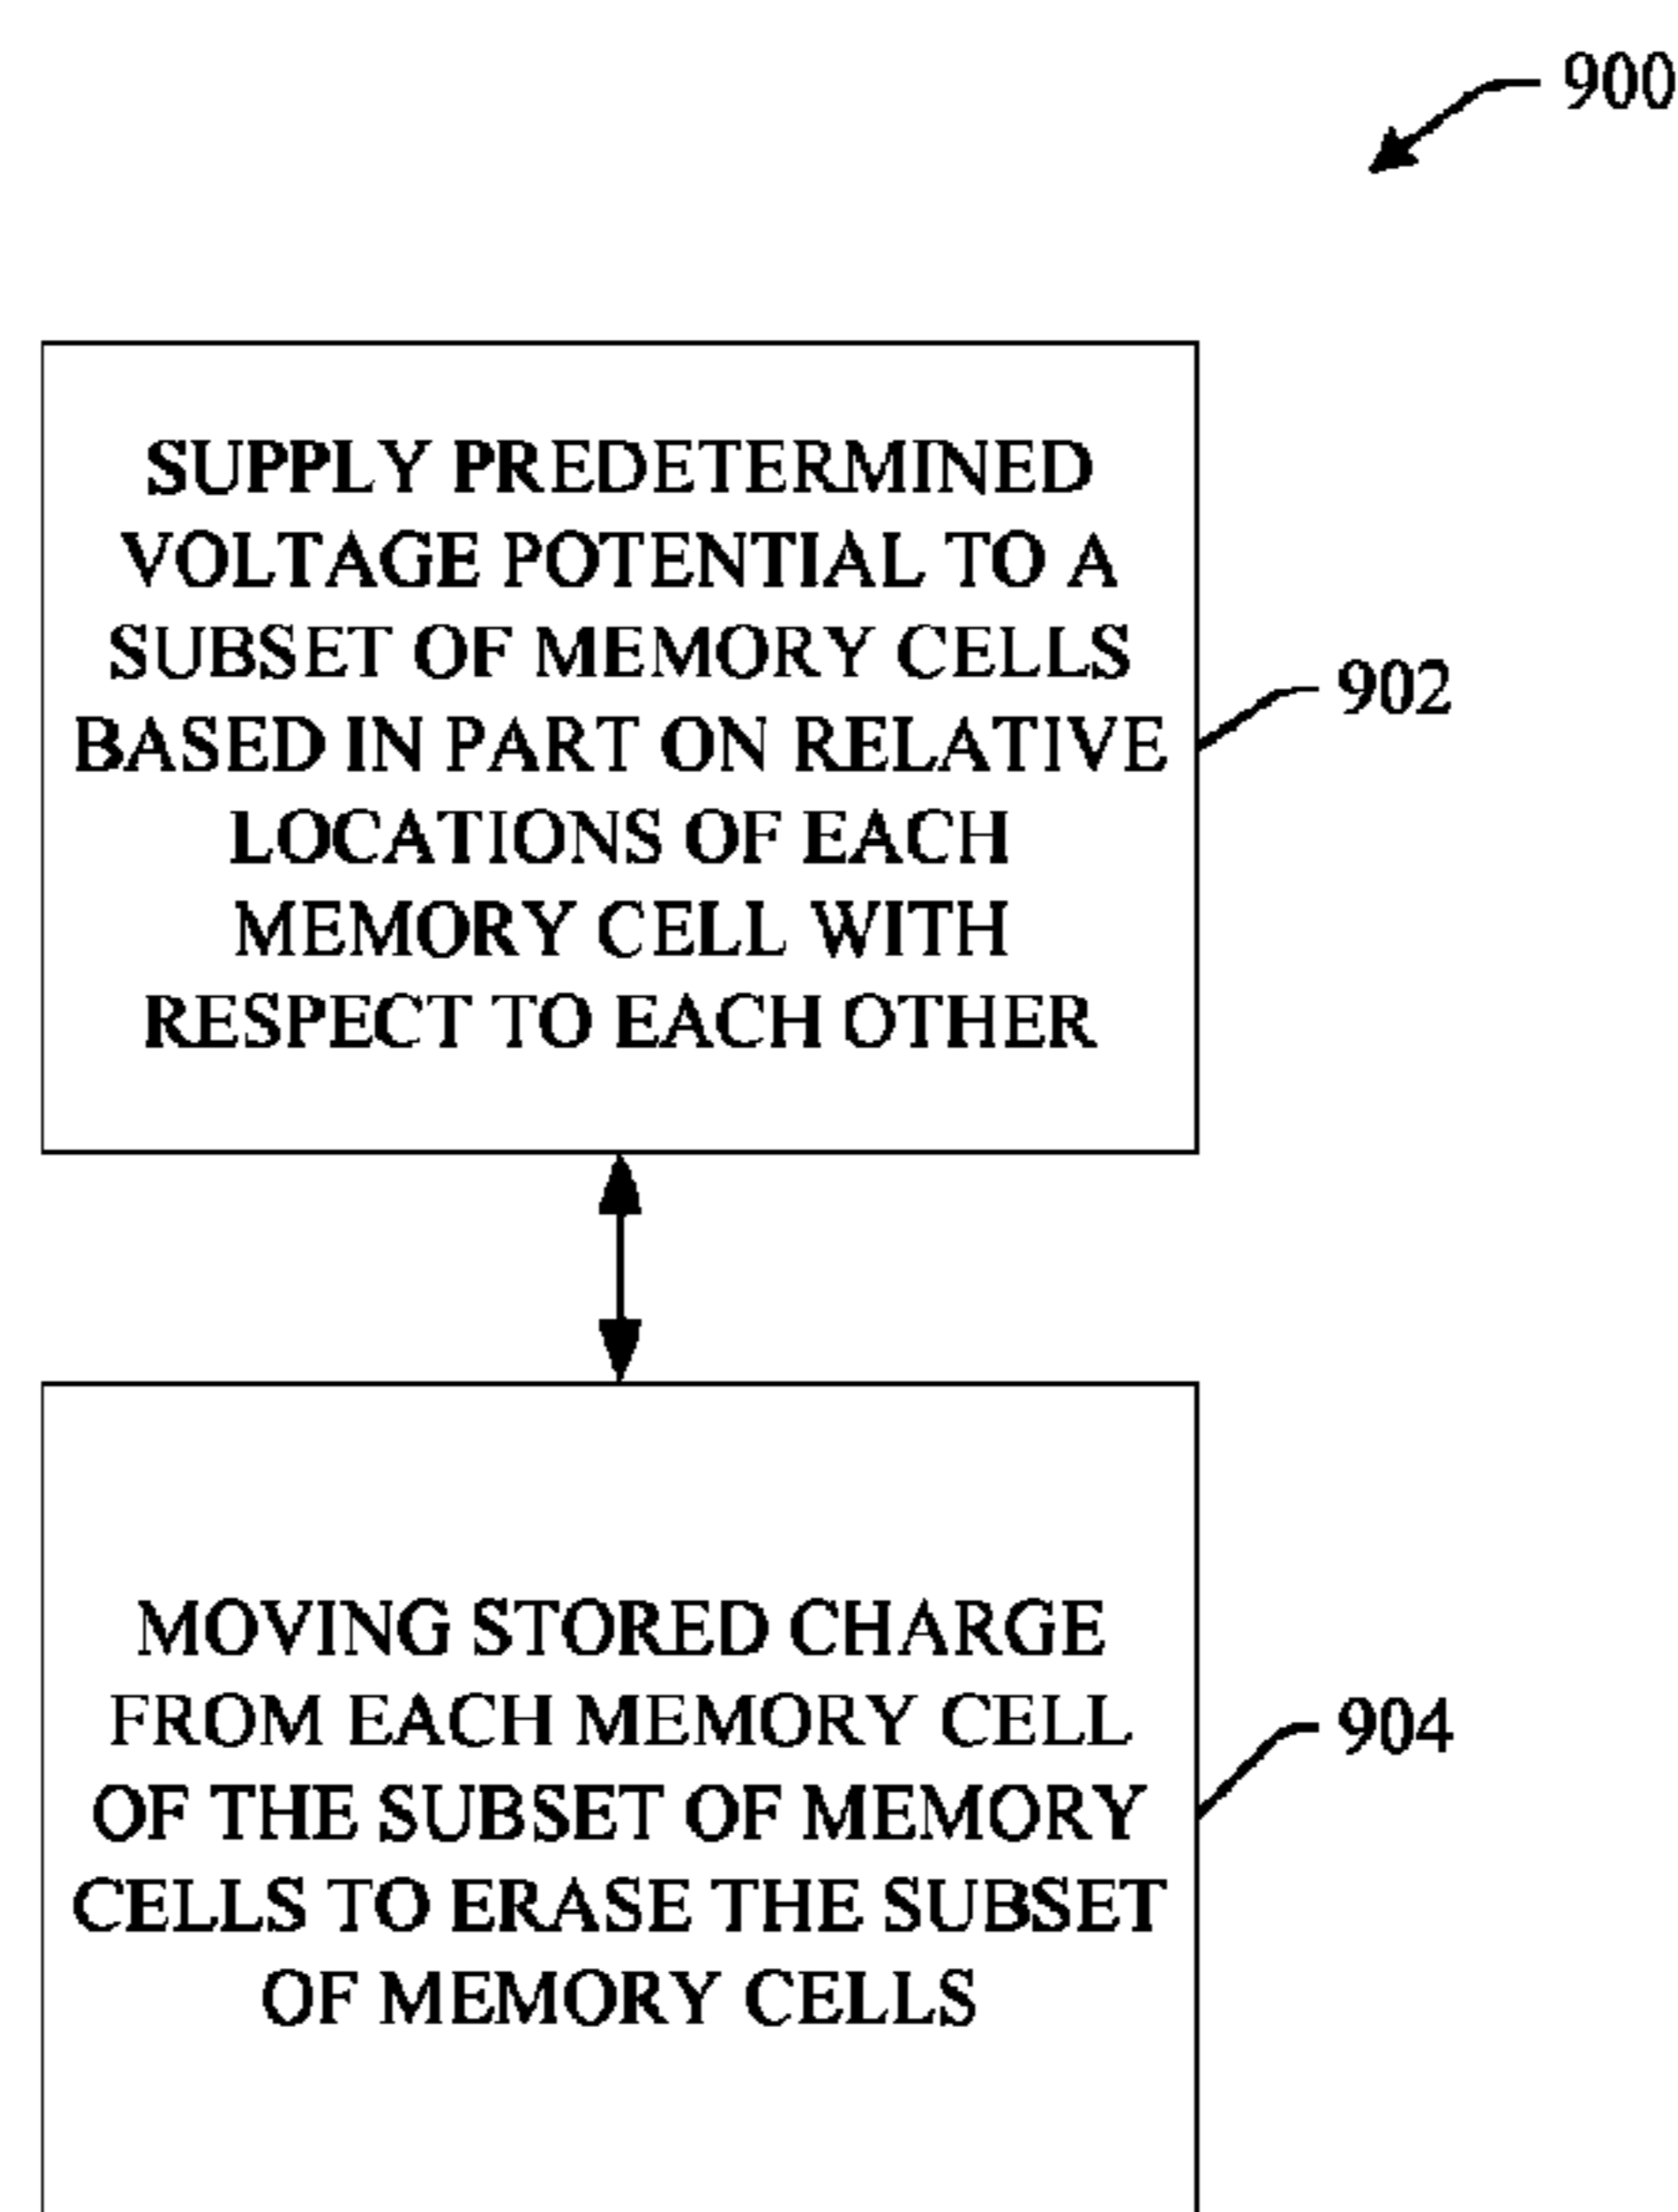 900
SUPPLY PREDETERMINED
VOLTAGE POTENTIAL TO A
SUBSET OF MEMORY CELLS
BASED IN PART ON RELATIVE
LOCATIONS OF EACH
MEMORY CELL WITH
RESPECT TO EACH OTHER
902
MOVING STORED CHARGE
FROM EACH MEMORY CELL
OF THE SUBSET OF MEMORY
CELLS TO ERASE THE SUBSET
OF MEMORY CELLS
904